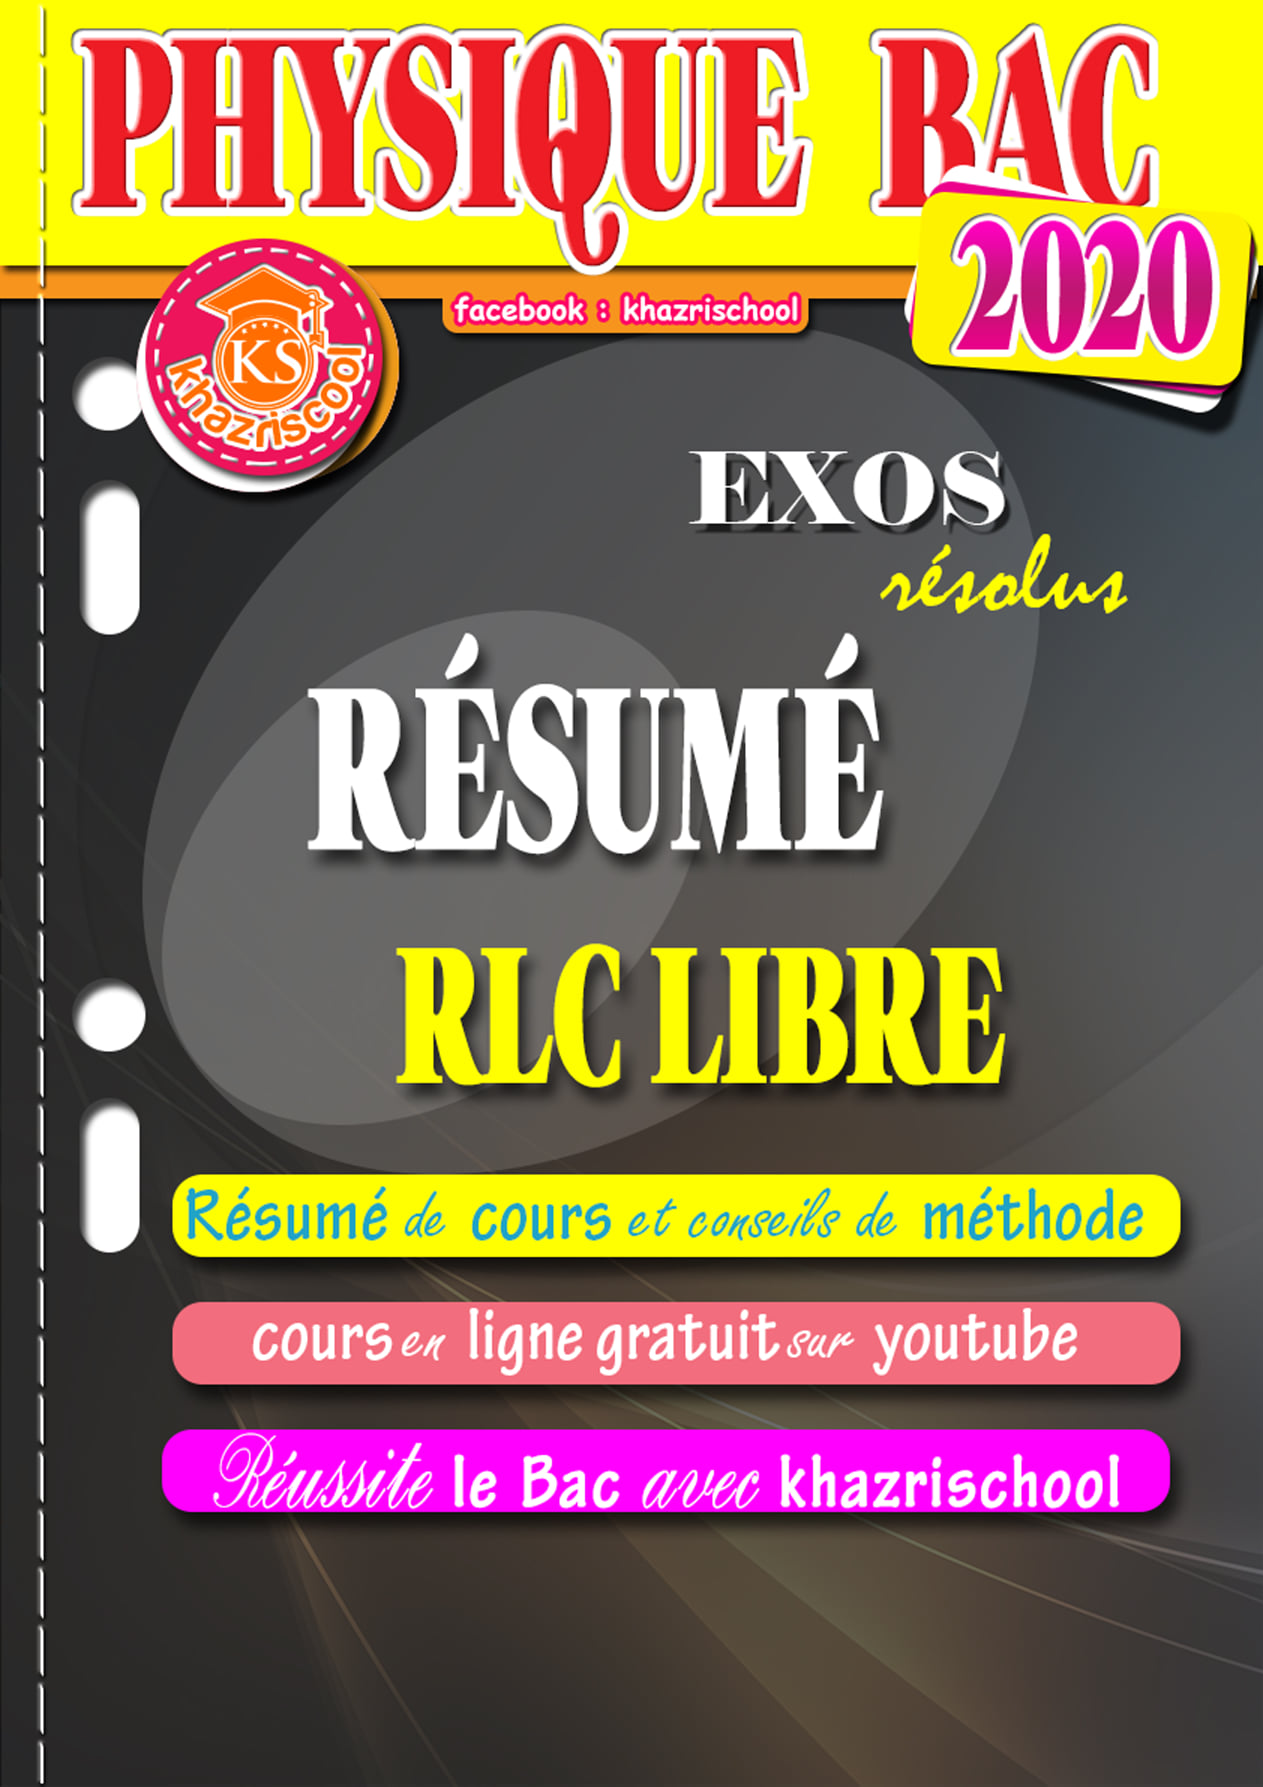 PHYSIQUE BAC
2020
facebook : khazrischool
KS
khazriscool
EXOS
résolus
RÉSUMÉ
RLC LIBRE
Résumé de cours et conseils de méthode
cours en ligne gratuit sur youtube
Réussite le Bac avec khazrischool